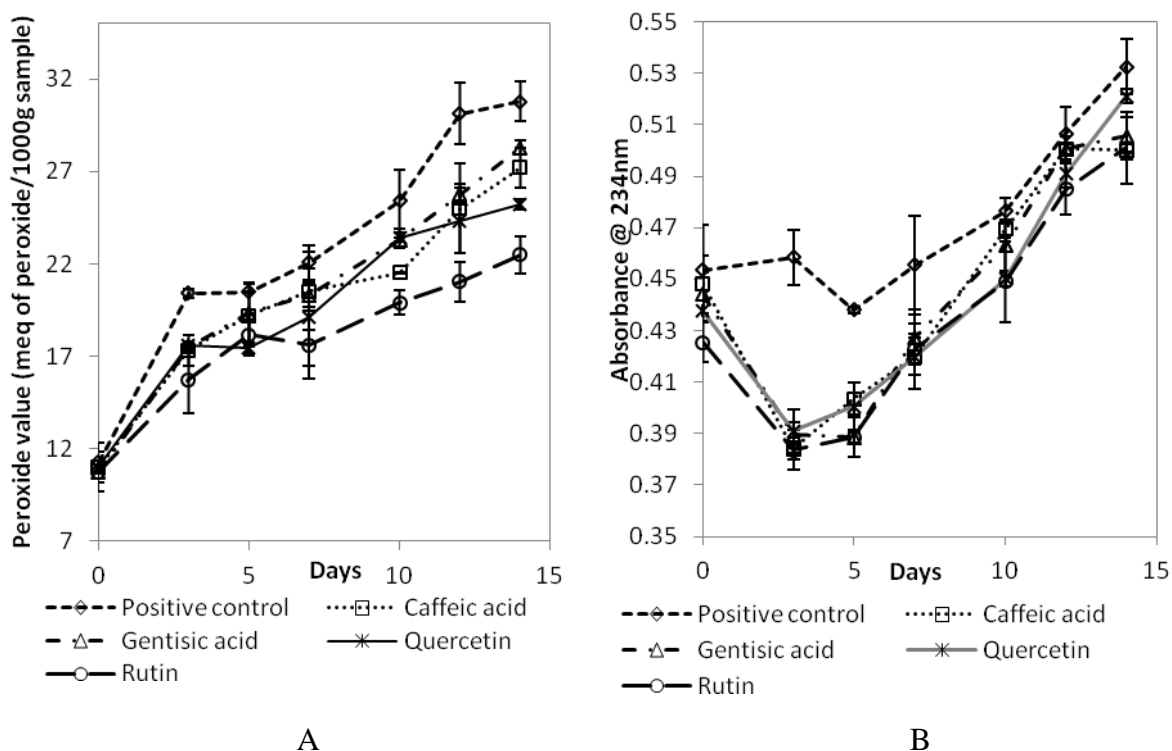 Peroxide value (meq of peroxide/1000g sample)
32
27
22
17
12
7
0
5
10
15
Days
Positive control
Caffeic acid
Gentisic acid
Quercetin
Rutin
A
Absorbance @ 234nm
0.55
0.53
0.51
0.49
0.47
0.45
0.43
0.41
0.39
0.37
0.35
0
5
10
15
Days
Positive control
Caffeic acid
Gentisic acid
Quercetin
Rutin
B